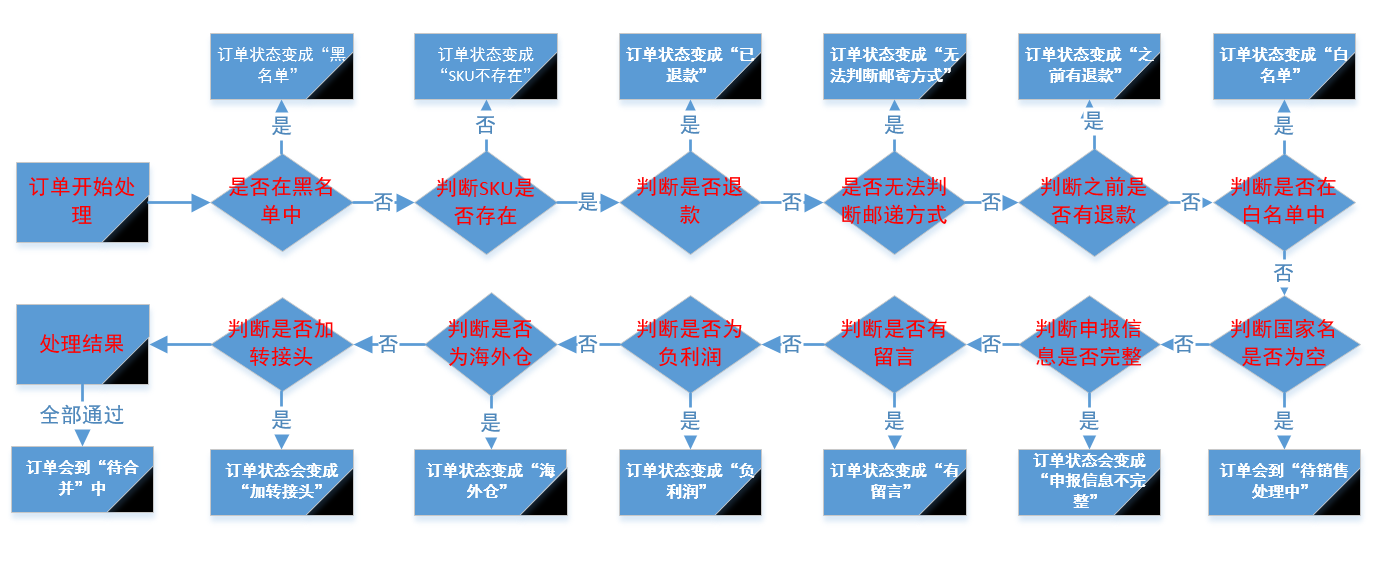 订单状态变成“黑
名单”
订单状态变成
“SKU不存在”
订单状态变成“已
退款”
订单状态变成“无
法判断邮寄方式”
订单状态变成“之
前有退款”
订单状态变成“白
名单”
是
否
是
是
是
是
订单开始处
理
是否在黑名
单中
否
判断SKU是
否存在
是
判断是否退
款
否
是否无法判
断邮递方式
否
判断之前是
否有退款
否
判断是否在
白名单中
否
处理结果
判断是否加
转接头
否
判断是否
为海外仓
否
判断是否为
负利润
否
判断是否有
留言
否
判断申报信
息是否完整
否
判断国家名
是否为空
全部通过
是
是
是
是
是
是
订单会到“待合
并”中
订单状态会变成
“加转接头”
订单状态变成“海
外仓”
订单状态变成“负
利润”
订单状态变成“有
留言”
订单状态会变成
“申报信息不完
整”
订单会到“待销售
处理中”